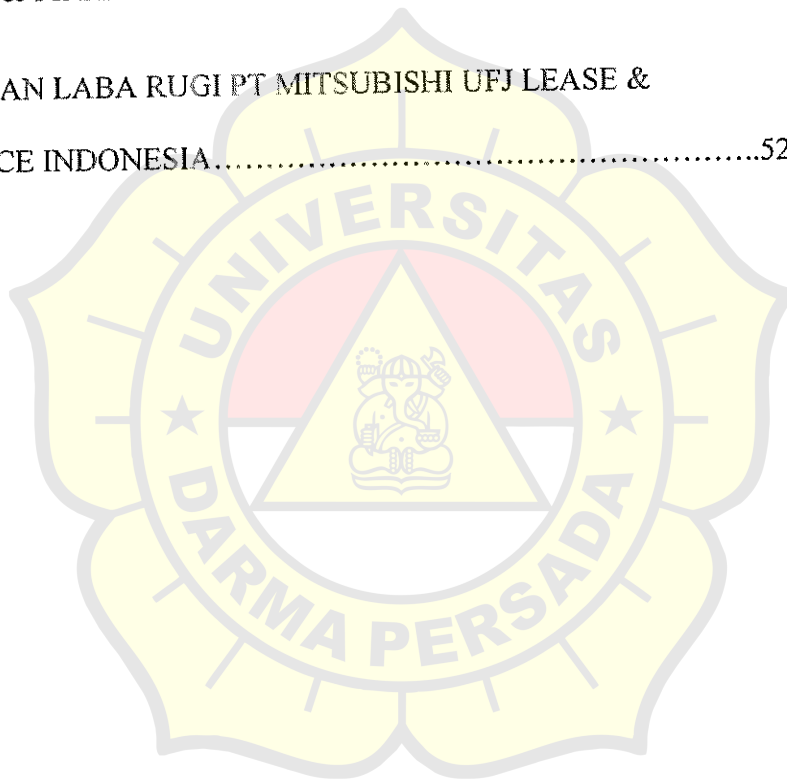 AN LABA RUGI PT MITSUBISHI UFJ LEASE &
CE INDONESIA...............................................................52
UNIVERSITAS
DARMA PERSADA